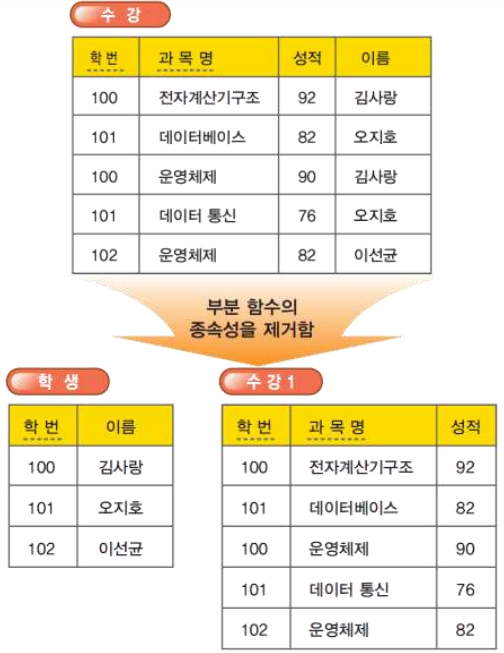 수 강
학번 과 목 명 성적 이름
100 전자계산기구조 92 김사랑
101 데이터베이스 82 오지호
100 운영체제 90 김사랑
101 데이터 통신 76 오지호
102 운영체제 82 이선균
부분 함수의
종속성을 제거함
학 생
학 번 이름
100 김사랑
101 오지호
102 이선균
수 강 1
학 번 과 목 명 성적
100 전자계산기구조 92
101 데이터베이스 82
100 운영체제 90
101 데이터 통신 76
102 운영체제 82